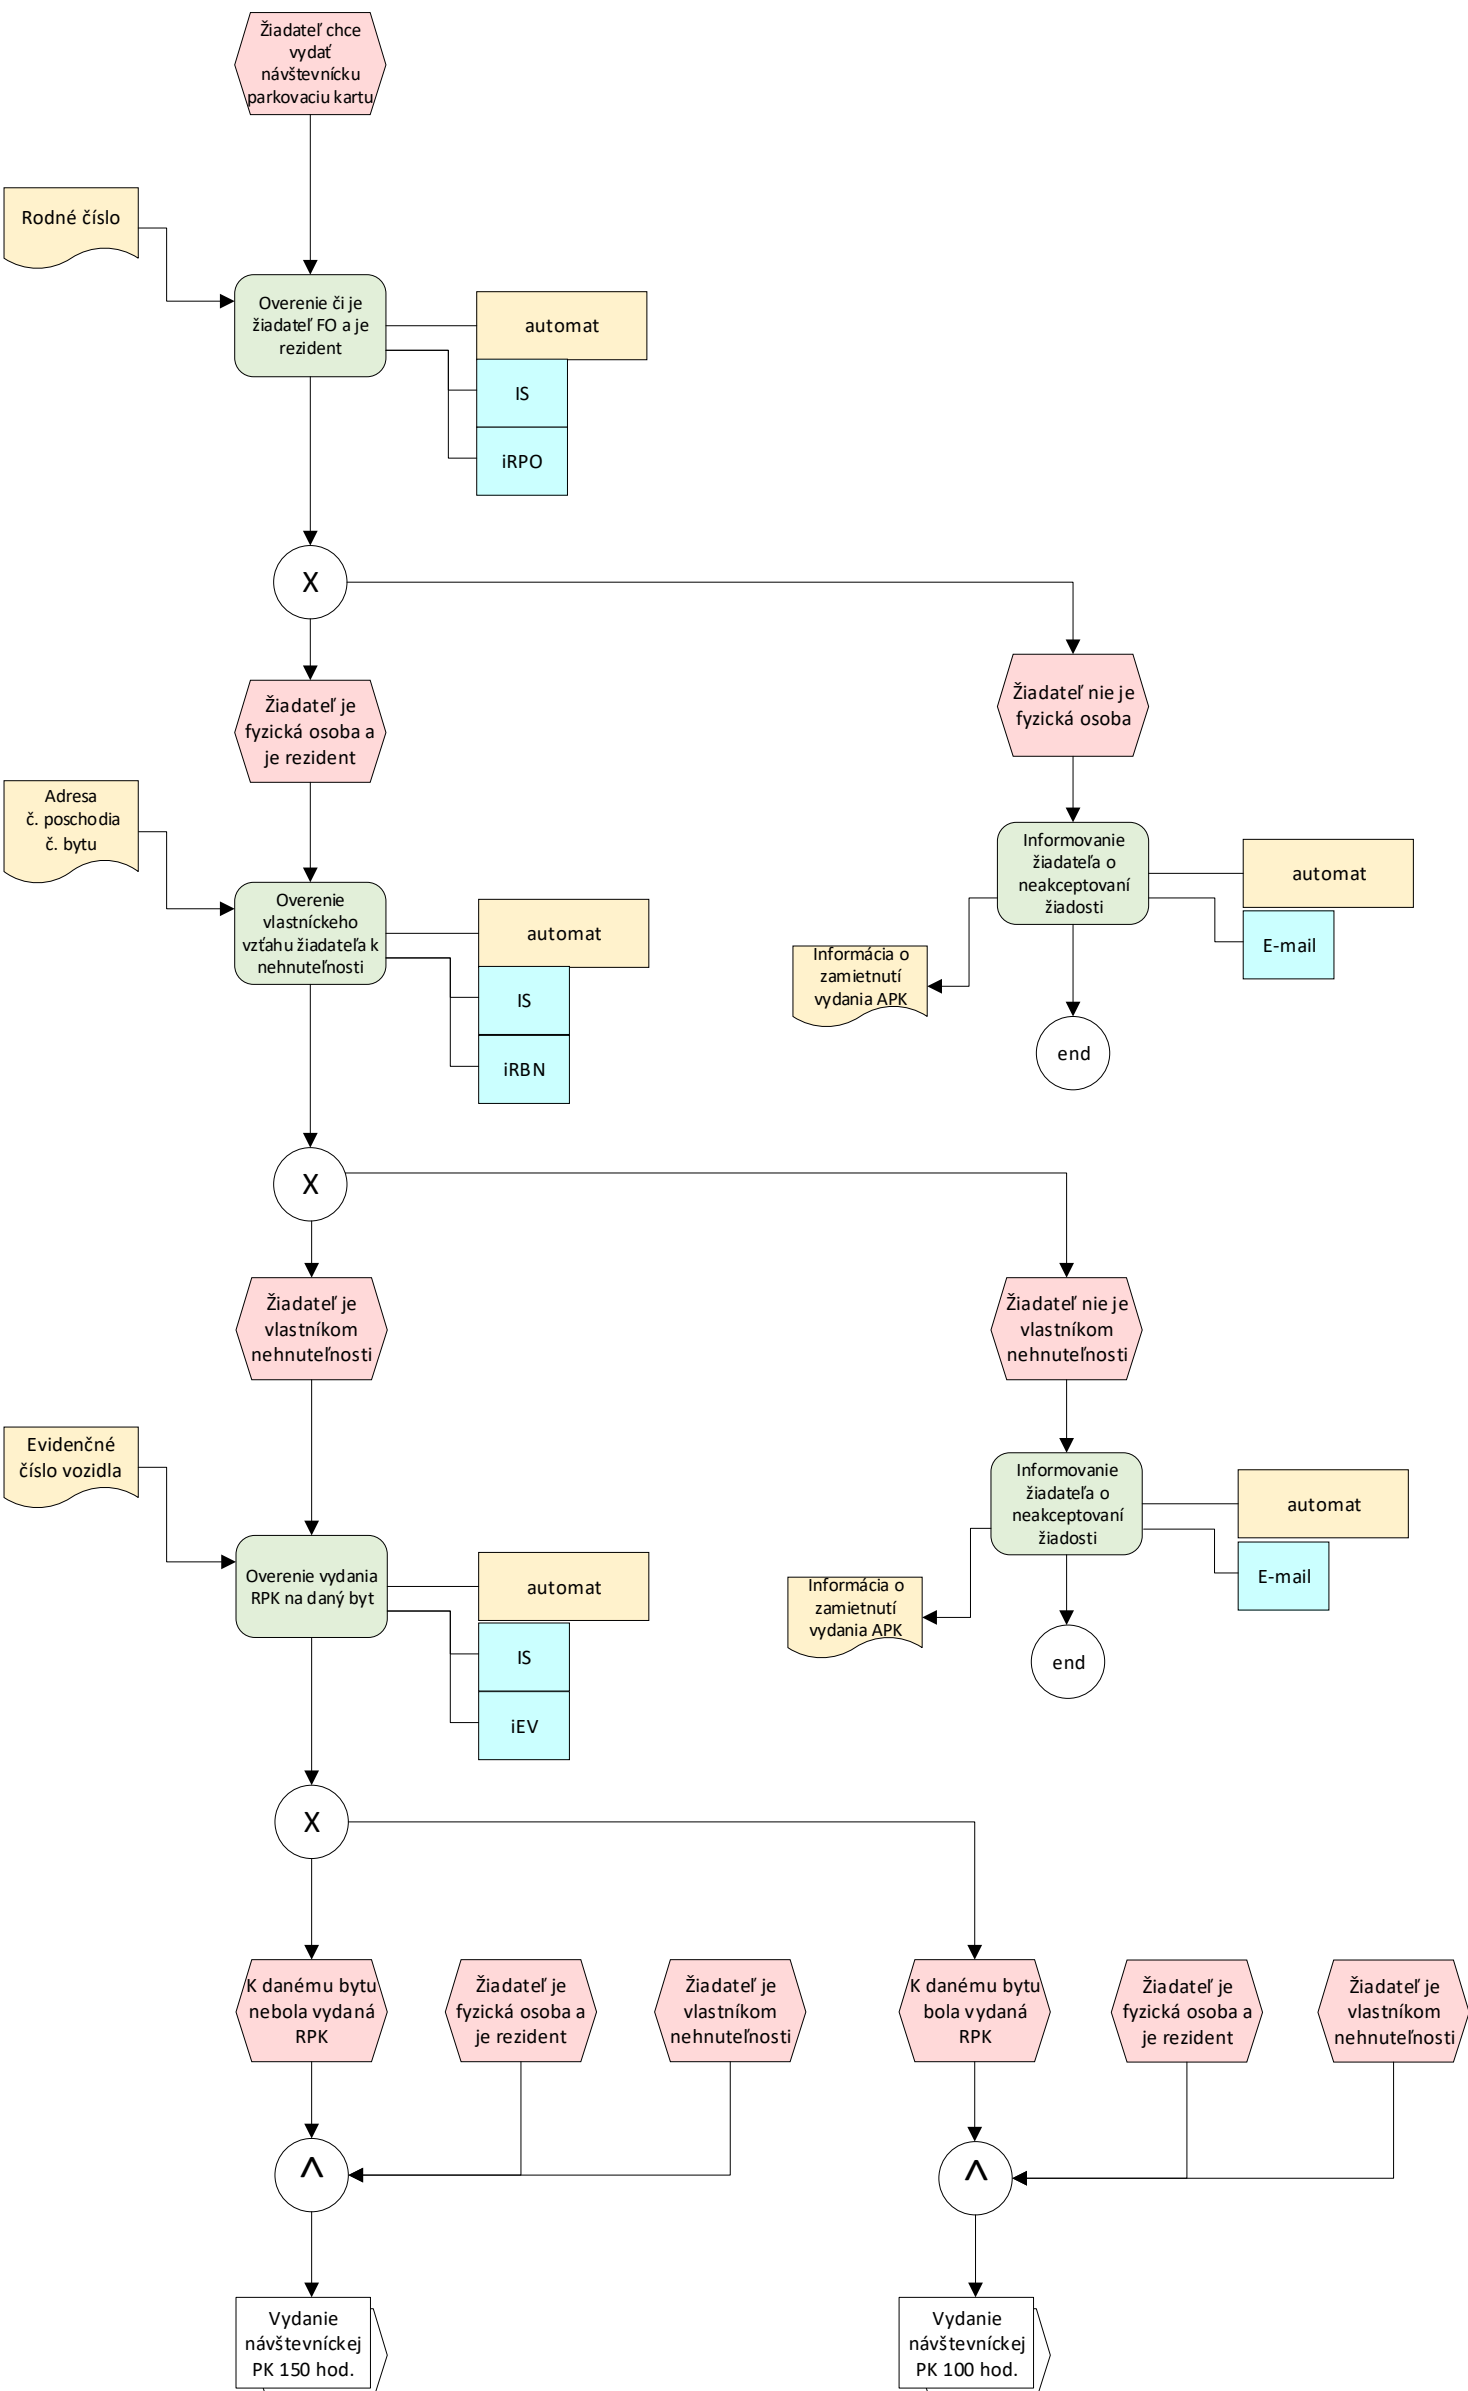 Žiadateľ chce
vydať
návštevnícku
parkovaciu kartu
Rodné číslo
Overenie či je
žiadateľ FO a je
rezident
automat
IS
iRPO
X
Žiadateľ je
fyzická osoba a
je rezident
Žiadateľ nie je
fyzická osoba
Adresa
č. poschodia
č. bytu
Overenie
vlastníckeho
vzťahu žiadateľa k
nehnuteľnosti
automat
IS
iRBN
Informovanie
žiadateľa o
neakceptovaní
žiadosti
automat
E-mail
Informácia o
zamietnutí
vydania APK
end
X
Žiadateľ je
vlastníkom
nehnuteľnosti
Žiadateľ nie je
vlastníkom
nehnuteľnosti
Evidenčné
číslo vozidla
Overenie vydania
RPK na daný byt
automat
IS
iEV
Informovanie
žiadateľa o
neakceptovaní
žiadosti
automat
E-mail
Informácia o
zamietnutí
vydania APK
end
X
K danému bytu
nebola vydaná
RPK
Žiadateľ je
fyzická osoba a
je rezident
Žiadateľ je
vlastníkom
nehnuteľnosti
K danému bytu
bola vydaná
RPK
Žiadateľ je
fyzická osoba a
je rezident
Žiadateľ je
vlastníkom
nehnuteľnosti
^
^
Vydanie
návštevníckej
PK 150 hod.
Vydanie
návštevníckej
PK 100 hod.